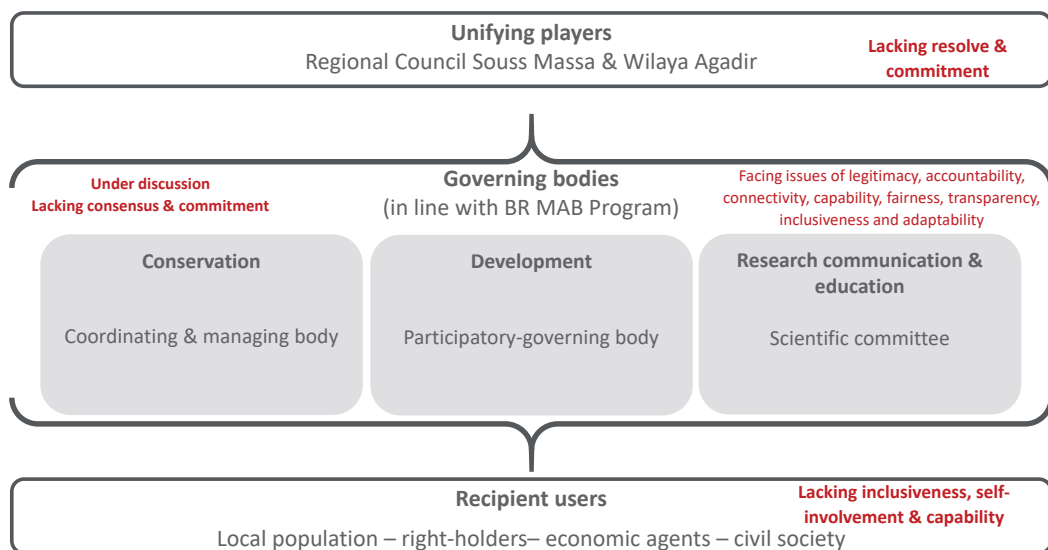 Unifying players
Regional Council Souss Massa & Wilaya Agadir
Lacking resolve &
commitment
Under discussion
Lacking consensus & commitment
Governing bodies
(in line with BR MAB Program)
Facing issues of legitimacy, accountability,
connectivity, capability, fairness, transparency,
inclusiveness and adaptability
Conservation
Coordinating & managing body
Development
Participatory-governing body
Research communication &
education
Scientific committee
Recipient users
Local population – right-holders– economic agents – civil society
Lacking inclusiveness, self-
involvement & capability